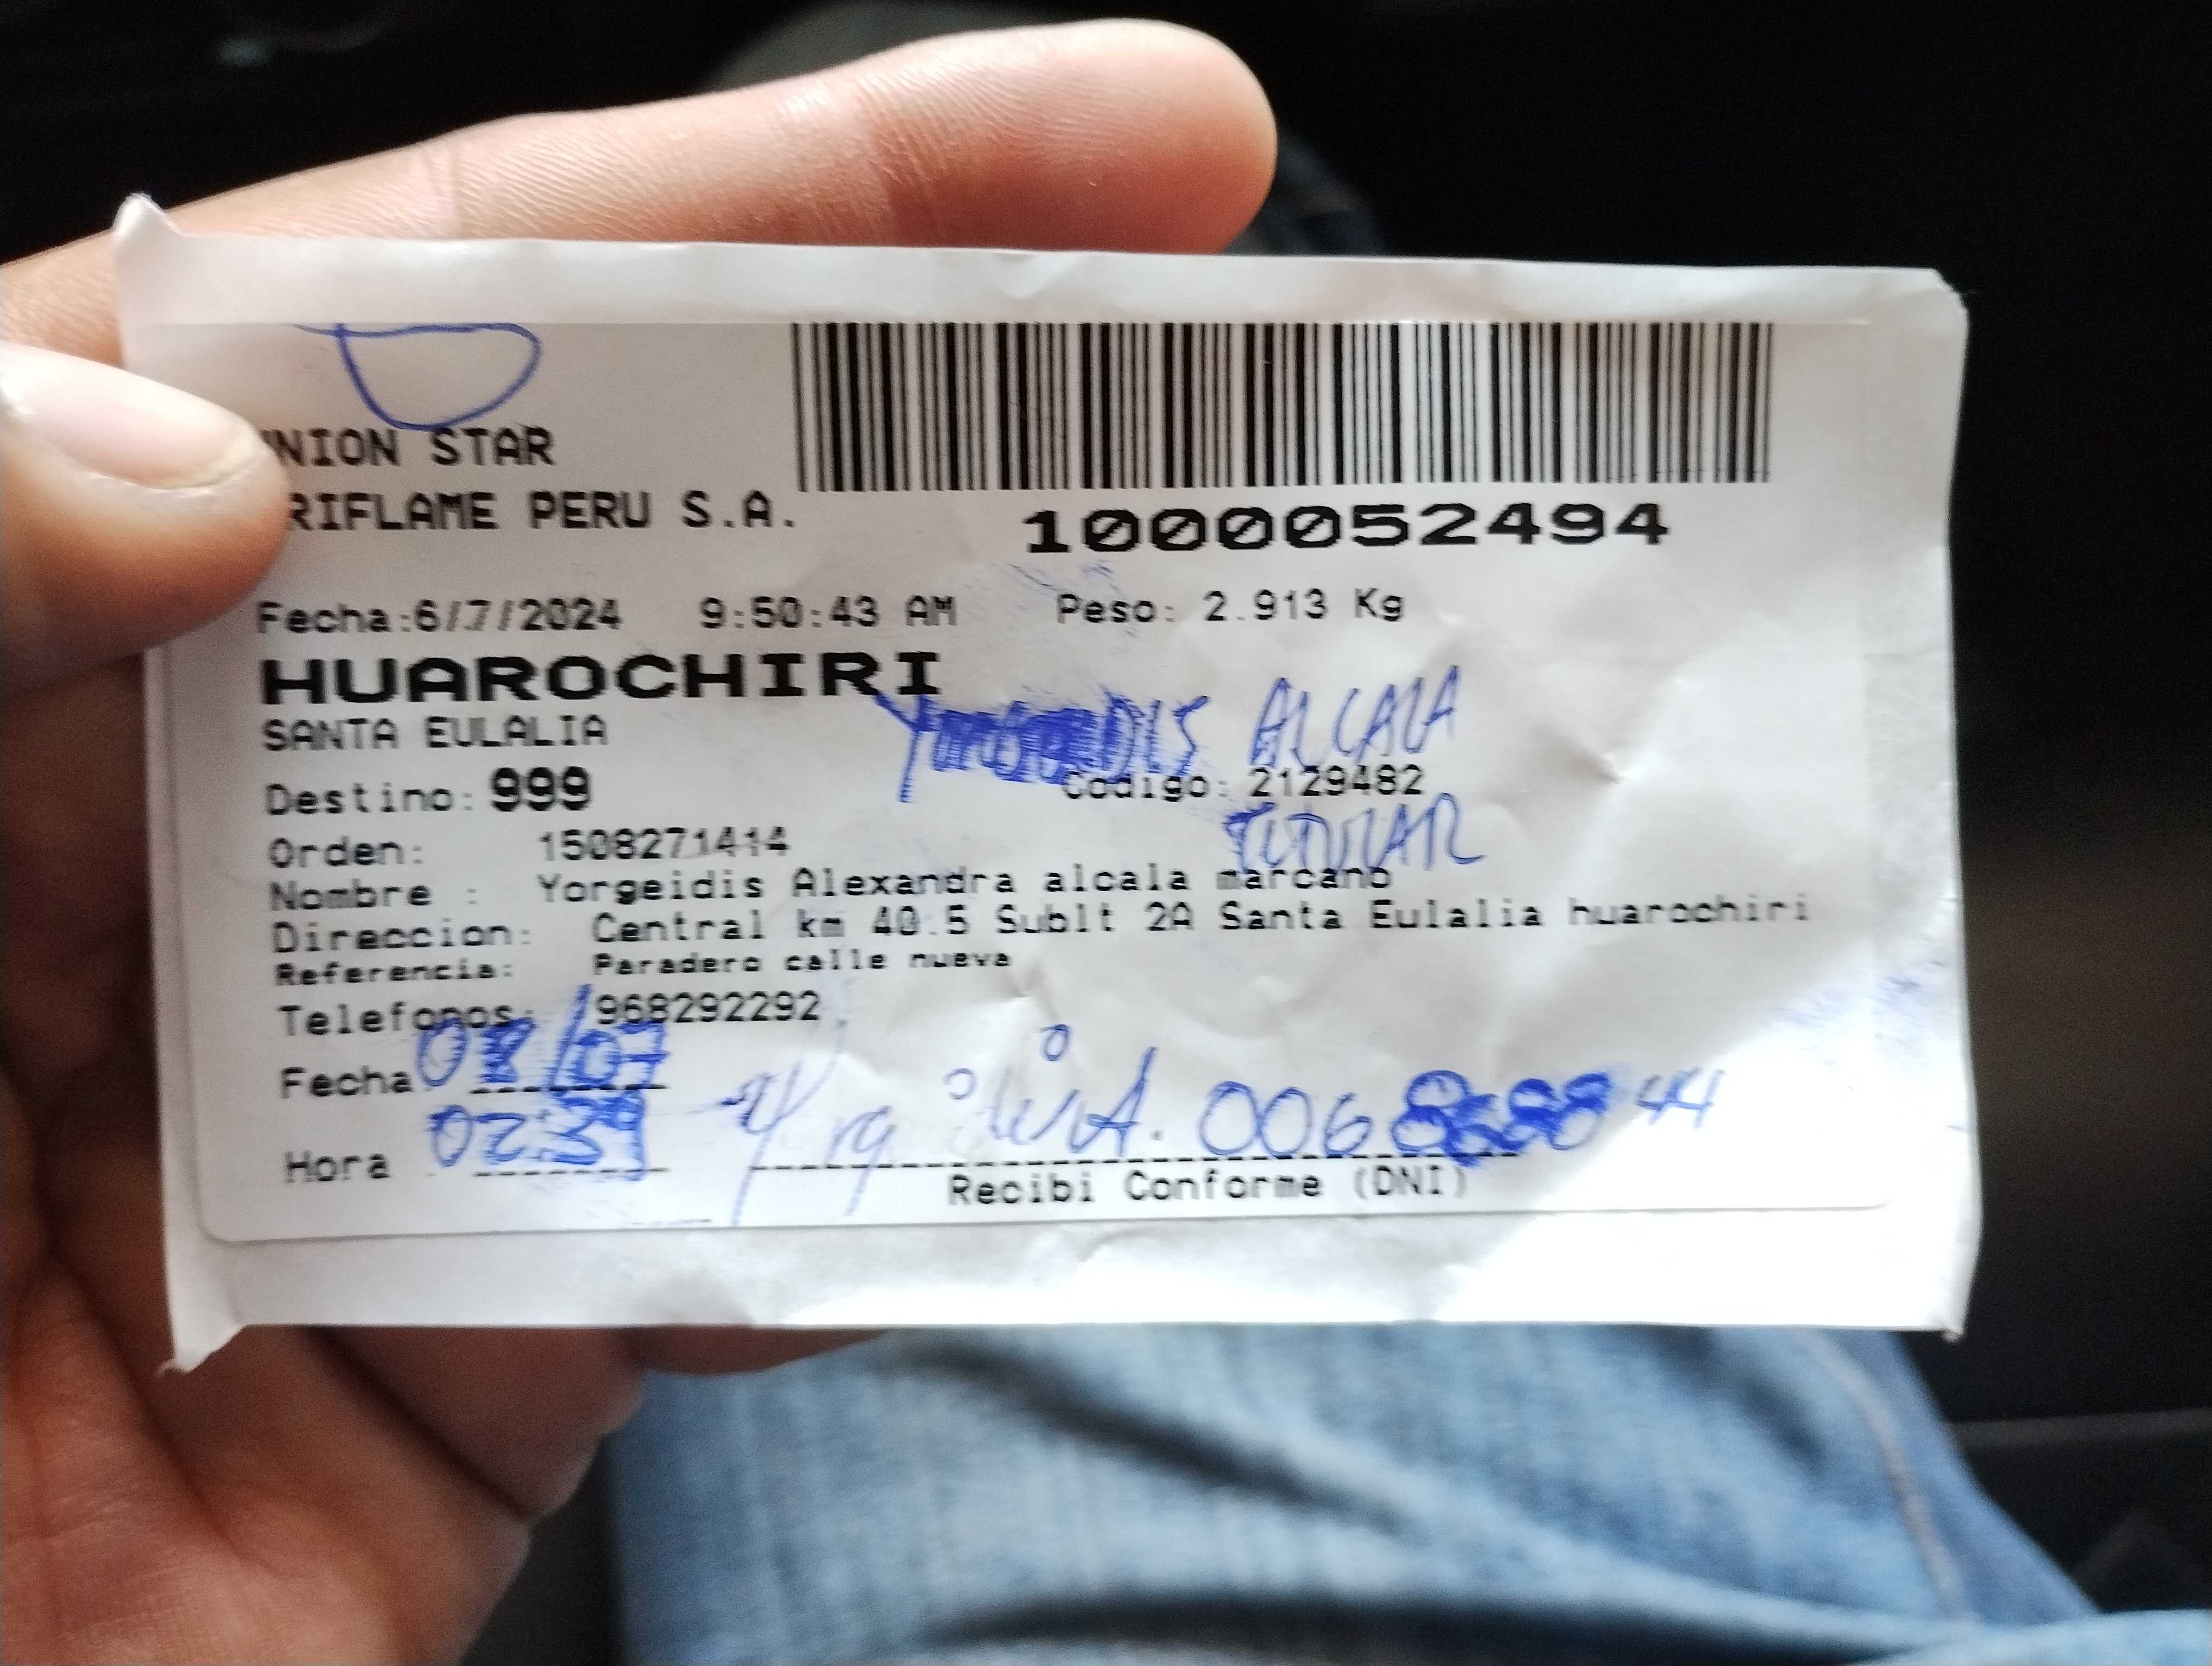 NION STAR
RIFLAME PERU S.A.
1000052494
Fecha:6/7/2024 9:50:43 AM Peso: 2.913 Kg
HUAROCHIRI
SANTA EULALIA
ALCALA
Destino: 999 Codigo: 2129482
TITULAR
Orden: 1508271414
Nombre : Yorgeidis Alexandra alcala marcano
Direccion: Central km 40.5 Sublt 2A Santa Eulalia huarochiri
Referencia: Paradero calle nueva
Telefonos: 968292292
Fecha
Hora
Recibi Conforme (DNI)